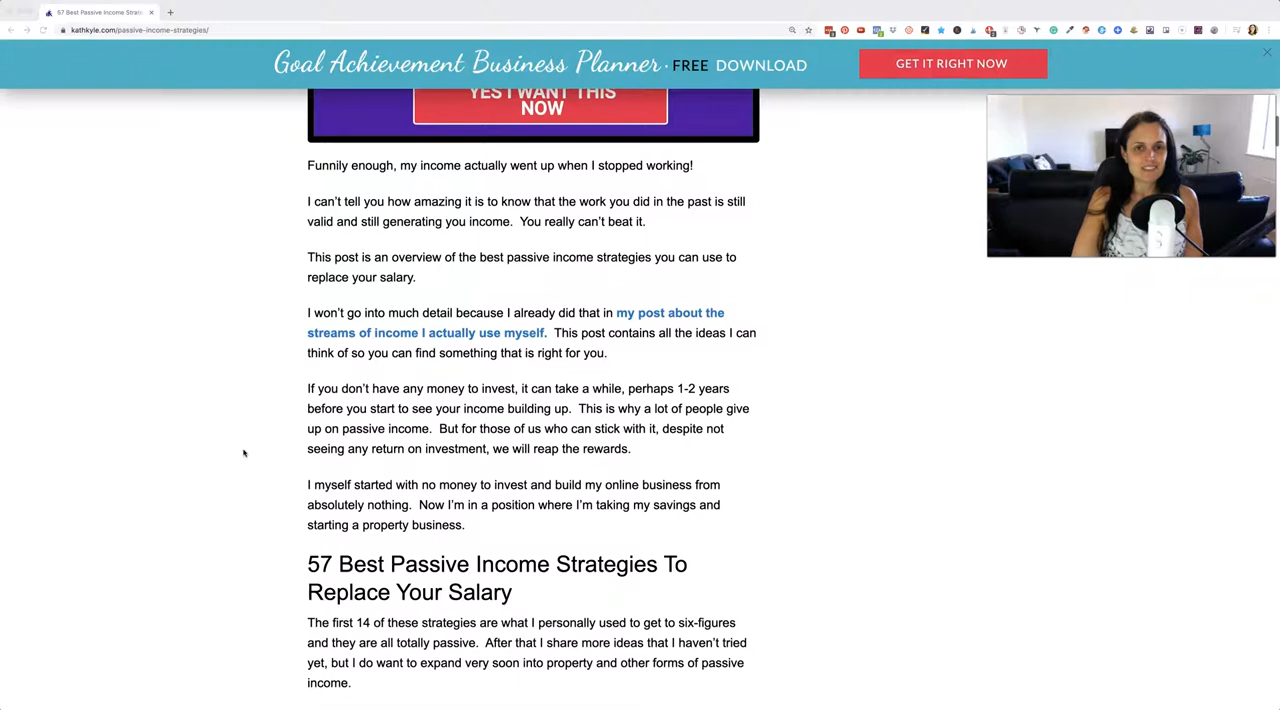 57 Best Passive Income Strate
kathkyle.com/passive-income-strategies/
Goal Achievement Business Planner · FREE DOWNLOAD
GET IT RIGHT NOW
YES I WANT THIS
NOW
Funnily enough, my income actually went up when I stopped working!
I can’t tell you how amazing it is to know that the work you did in the past is still
valid and still generating you income.  You really can’t beat it.
This post is an overview of the best passive income strategies you can use to
replace your salary.
I won’t go into much detail because I already did that in my post about the
streams of income I actually use myself.  This post contains all the ideas I can
think of so you can find something that is right for you.
If you don’t have any money to invest, it can take a while, perhaps 1-2 years
before you start to see your income building up.  This is why a lot of people give
up on passive income.  But for those of us who can stick with it, despite not
seeing any return on investment, we will reap the rewards.
I myself started with no money to invest and build my online business from
absolutely nothing.  Now I’m in a position where I’m taking my savings and
starting a property business.
57 Best Passive Income Strategies To
Replace Your Salary
The first 14 of these strategies are what I personally used to get to six-figures
and they are all totally passive.  After that I share more ideas that I haven’t tried
yet, but I do want to expand very soon into property and other forms of passive
income.